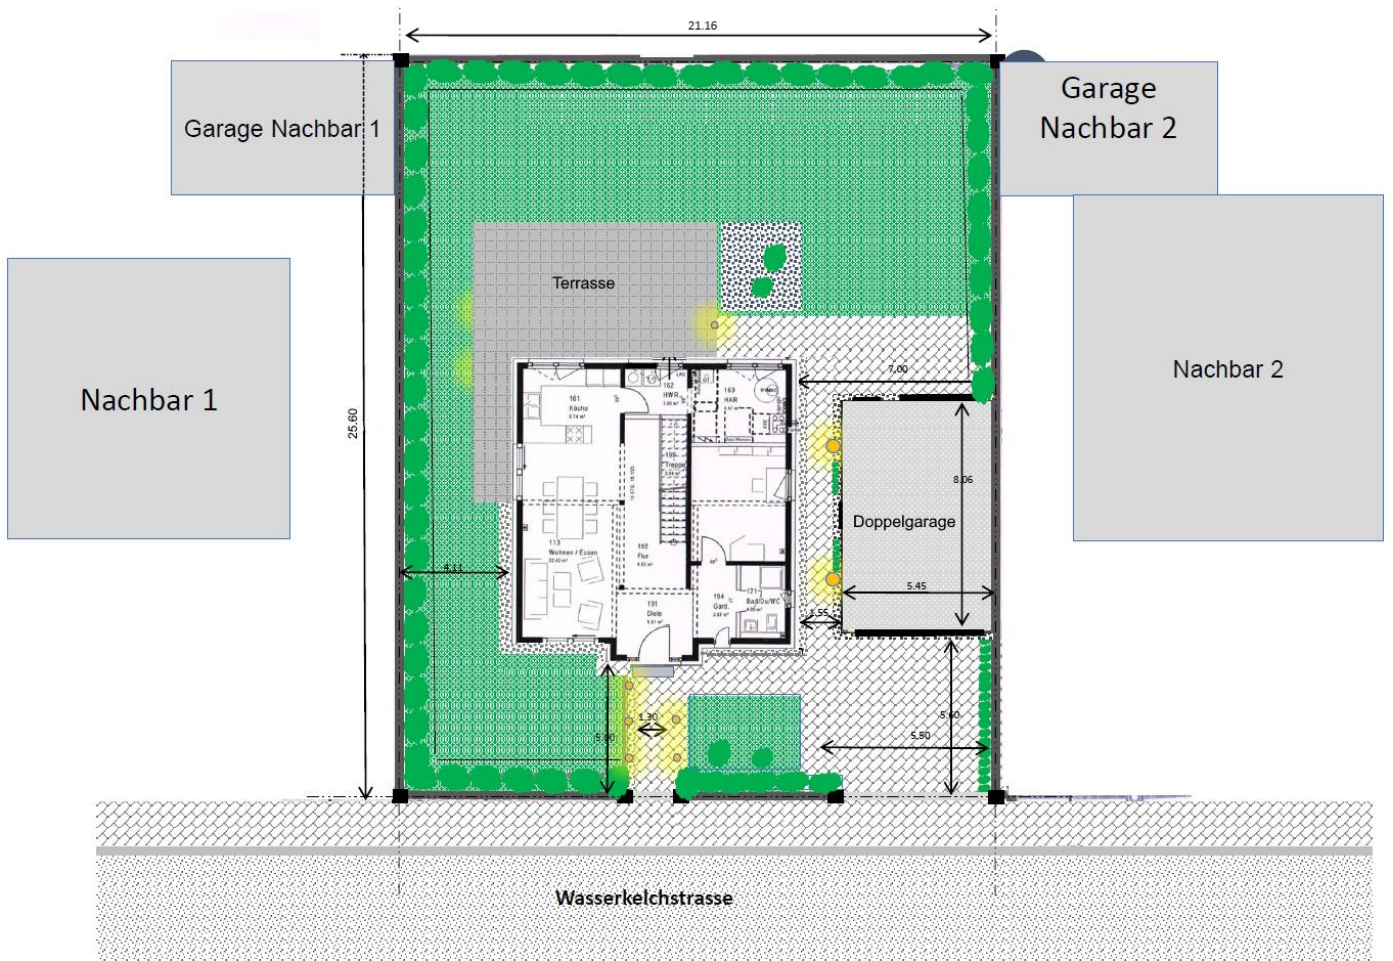 21.16
Garage Nachbar 1
Garage
Nachbar 2
Terrasse
Nachbar 1
Nachbar 2
25.60
7.00
161
Küche
162
HWR
163
HAR
199
Treppe
8.06
Doppelgarage
113
Wohnen / Essen
192
Flur
4.11
5.45
191
Diele
194
Gard.
171
Bad/Du/WC
1.55
1.30
5.00
5.60
5.50
Wasserkelchstrasse